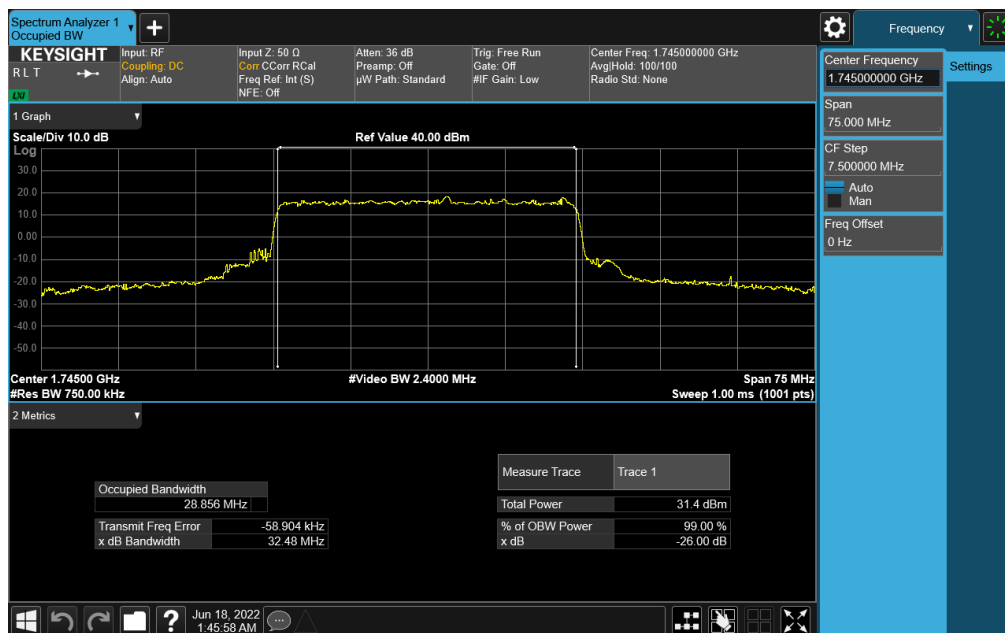 Spectrum Analyzer 1
Occupied BW
Frequency
KEYSIGHT
R L T
LXI
Input: RF
Coupling: DC
Align: Auto
Input Z: 50 Ω
Corr CCorr RCal
Freq Ref: Int (S)
NFE: Off
Atten: 36 dB
Preamp: Off
µW Path: Standard
Trig: Free Run
Gate: Off
#IF Gain: Low
Center Freq: 1.745000000 GHz
Avg|Hold: 100/100
Radio Std: None
Center Frequency
1.745000000 GHz
Settings
Span
75.000 MHz
CF Step
7.500000 MHz
Auto
Man
Freq Offset
0 Hz
1 Graph
Scale/Div 10.0 dB
Ref Value 40.00 dBm
Log
30.0
20.0
10.0
0.00
-10.0
-20.0
-30.0
-40.0
-50.0
Center 1.74500 GHz
#Video BW 2.4000 MHz
Span 75 MHz
#Res BW 750.00 kHz
Sweep 1.00 ms (1001 pts)
2 Metrics
Measure Trace
Trace 1
Occupied Bandwidth
28.856 MHz
Total Power
31.4 dBm
Transmit Freq Error
-58.904 kHz
% of OBW Power
99.00 %
x dB Bandwidth
32.48 MHz
x dB
-26.00 dB
?
Jun 18, 2022
1:45:58 AM